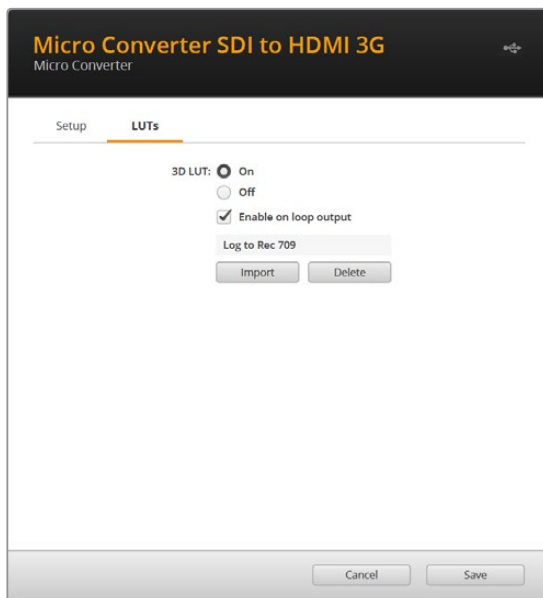 Micro Converter SDI to HDMI 3G
Micro Converter
Setup LUTs
3D LUT: On
Off
Enable on loop output
Log to Rec 709
Import Delete
Cancel Save